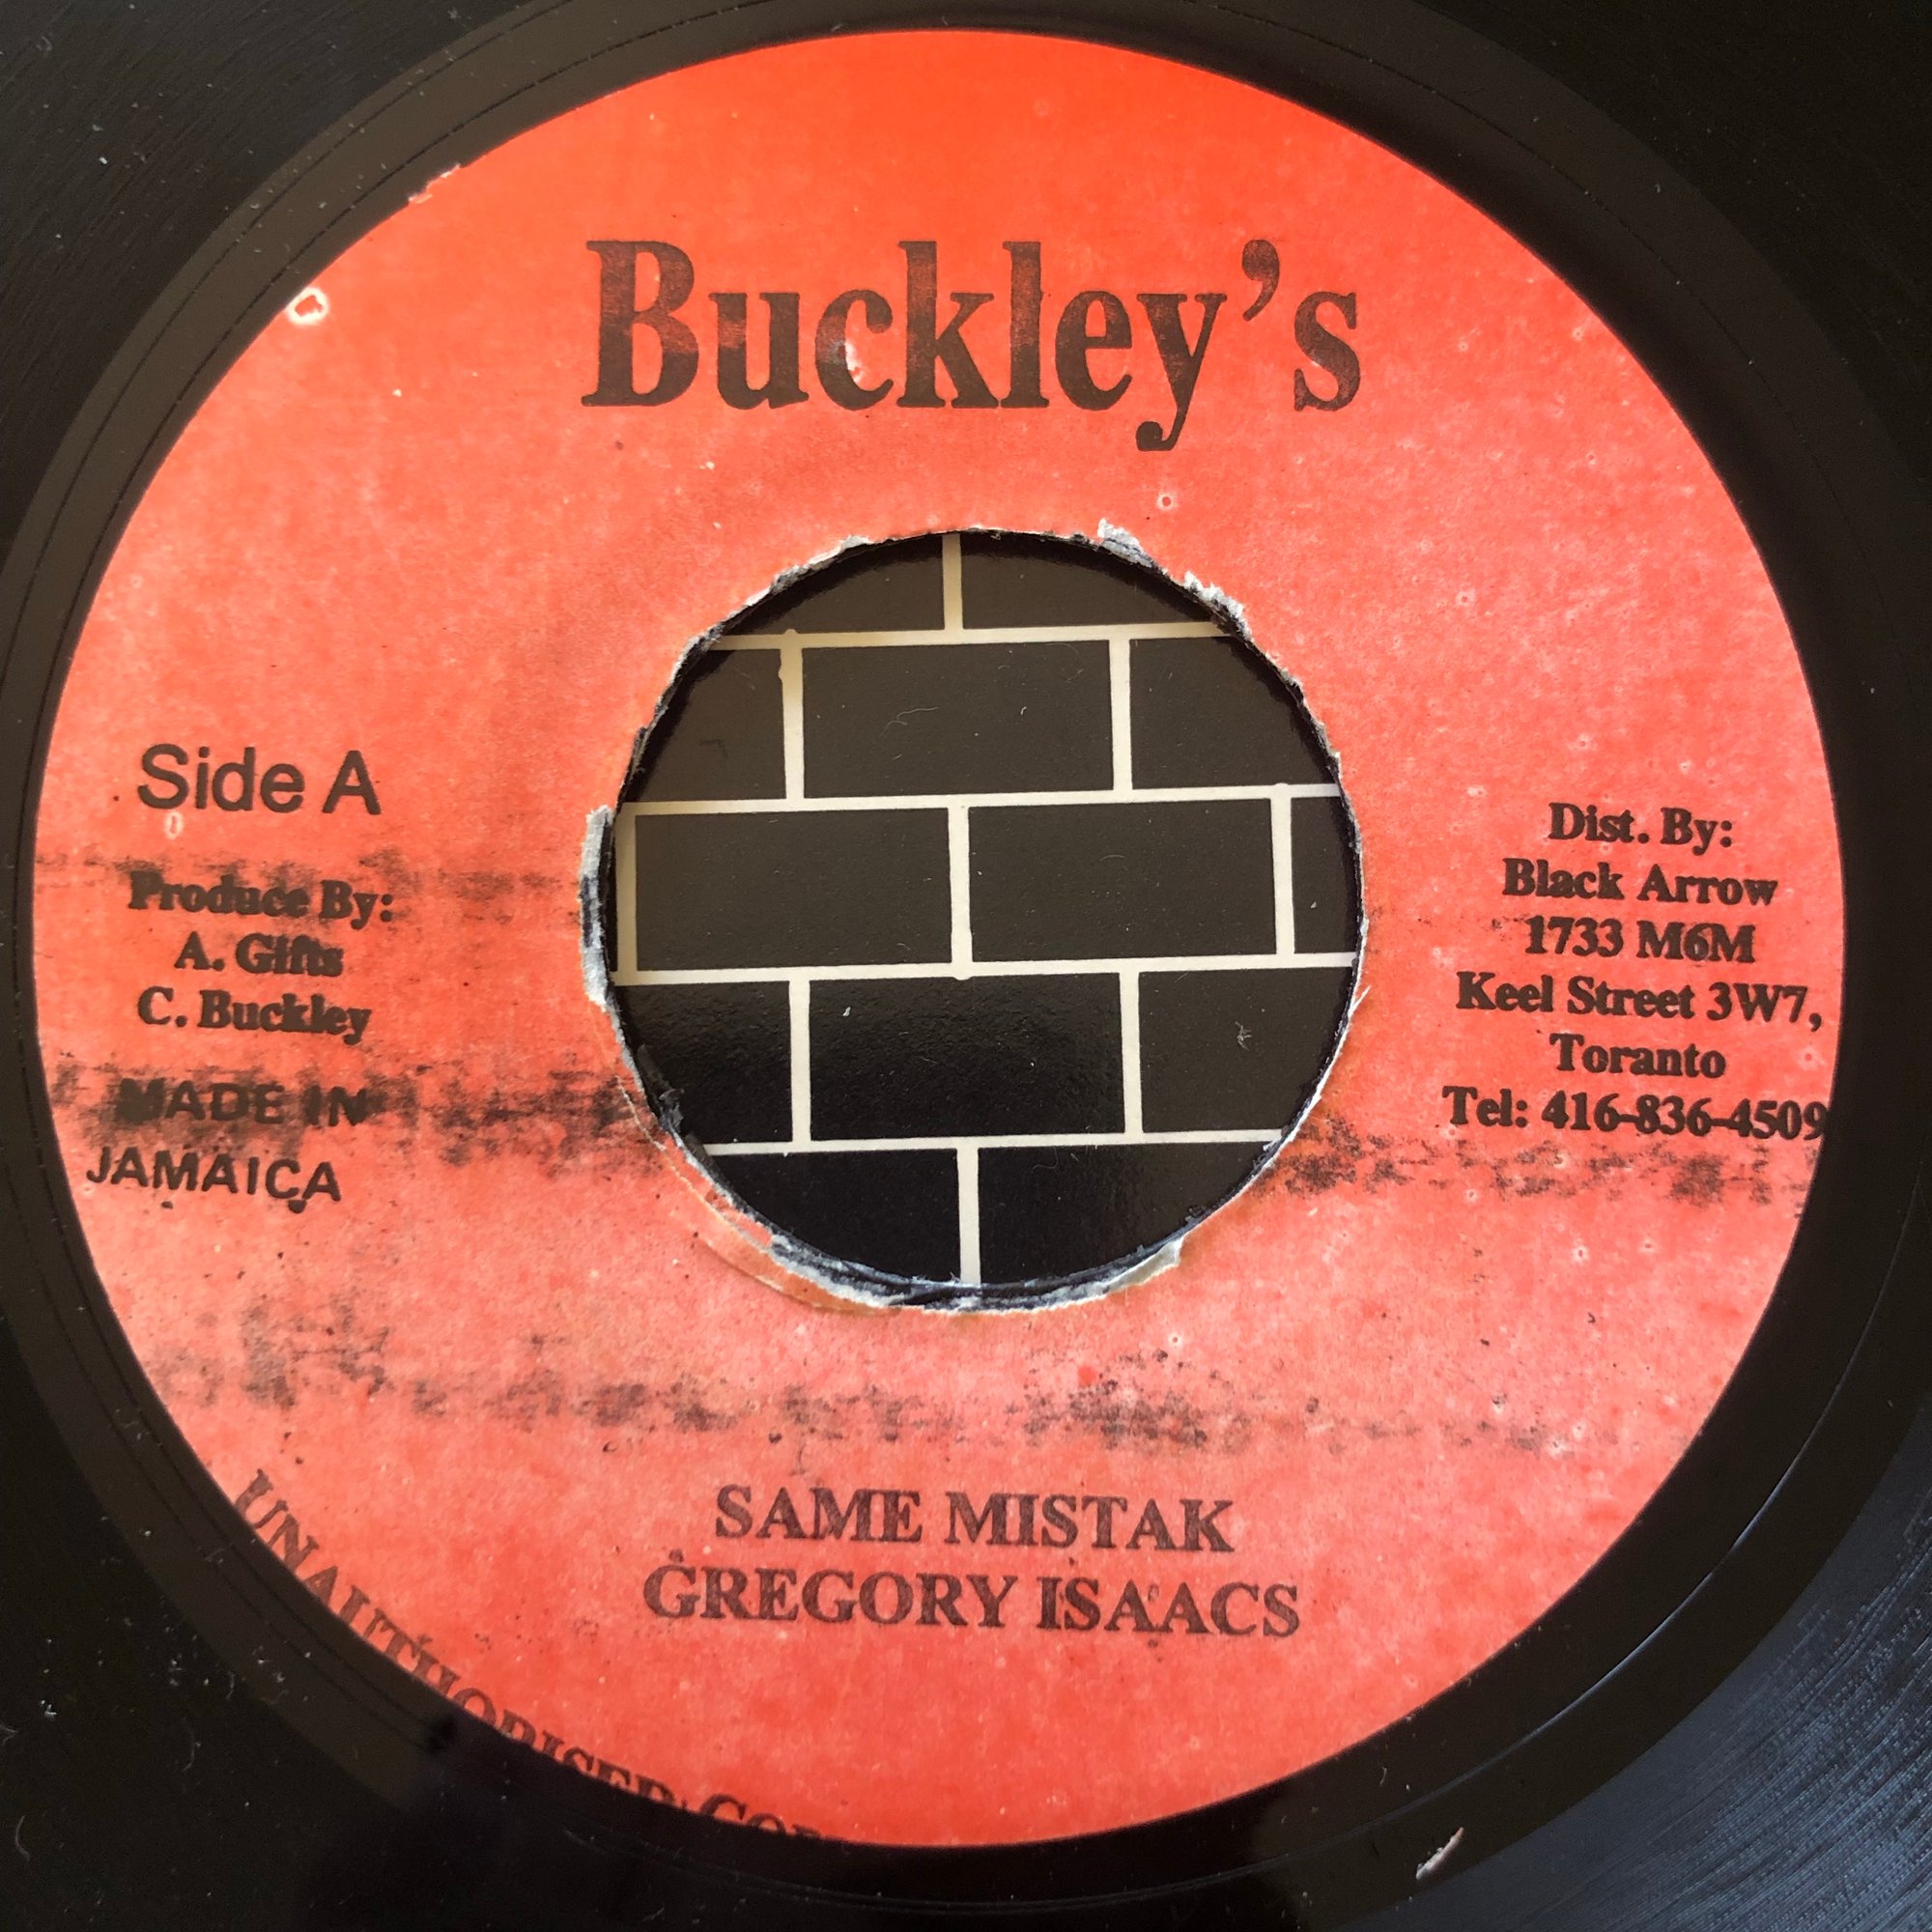 Buckley's
Side A
Produce By:
A. Gifts
C. Buckley
MADE IN
JAMAICA
Dist. By:
Black Arrow
1733 M6M
Keel Street 3W7,
Toranto
Tel: 416-836-4509
SAME MISTAK
GREGORY ISAACS
UNAUTHORISED